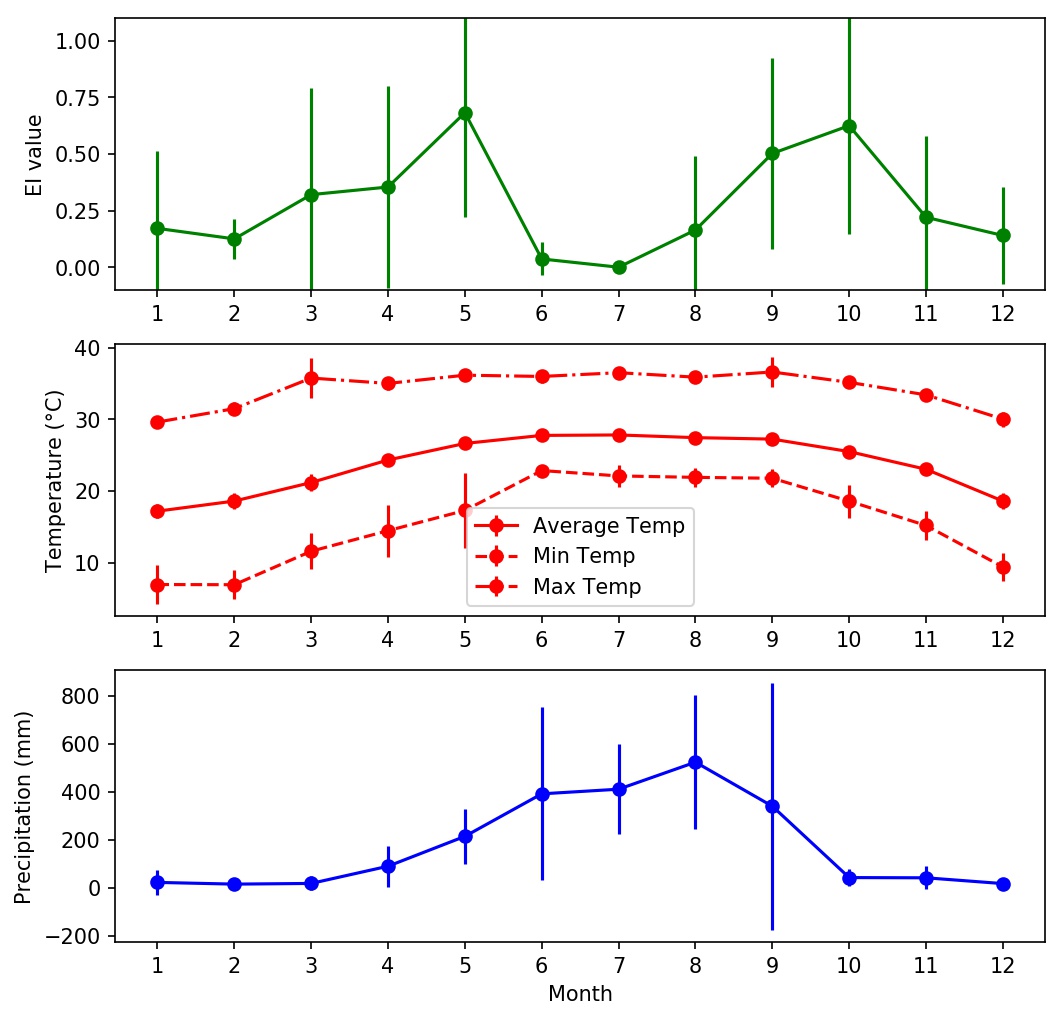 EI value
1.00
0.75
0.50
0.25
0.00
1 2 3 4 5 6 7 8 9 10 11 12
Temperature (°C)
40
30
20
10
Average Temp
Min Temp
Max Temp
1 2 3 4 5 6 7 8 9 10 11 12
Precipitation (mm)
800
600
400
200
0
−200
1 2 3 4 5 6 7 8 9 10 11 12
Month